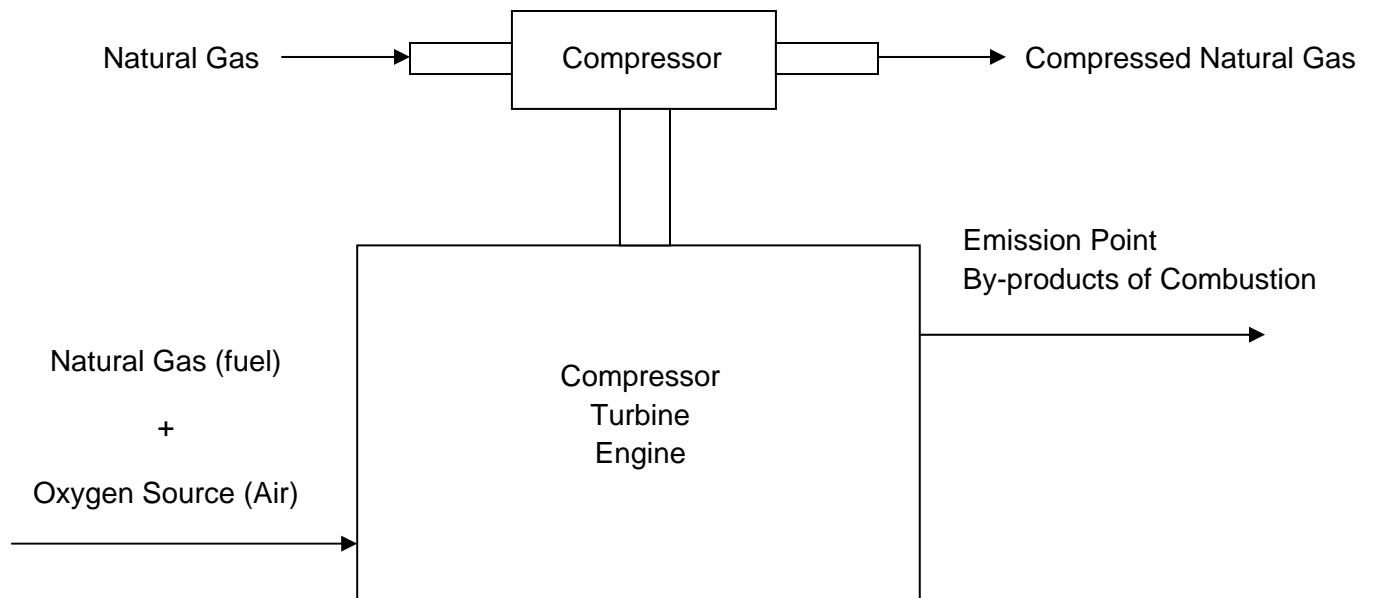 Natural Gas
Compressor
Compressed Natural Gas
Emission Point
By-products of Combustion
Natural Gas (fuel)
+
Oxygen Source (Air)
Compressor
Turbine
Engine